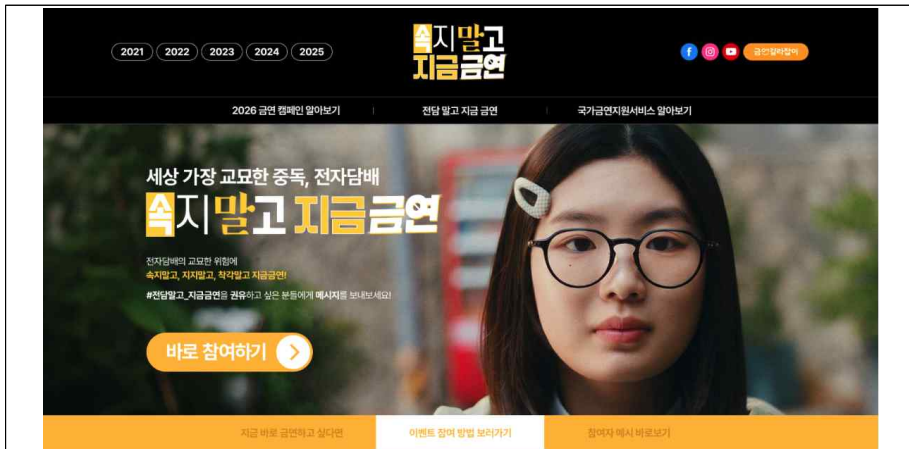 2021 2022 2023 2024 2025
속지말고
지금금연
금연길라잡이
2026 금연 캠페인 알아보기
전담 말고 지금 금연
국가금연지원서비스 알아보기
세상 가장 교묘한 중독, 전자담배
속지말고 지금금연
전자담배의 교묘한 위험에
속지말고, 지지말고, 착각말고 지금금연!
#전담말고_지금금연을 권유하고 싶은 분들에게 메시지를 보내보세요!
바로 참여하기
지금 바로 금연하고 싶다면
이벤트 참여 방법 보러가기
참여자 메시 바로보기